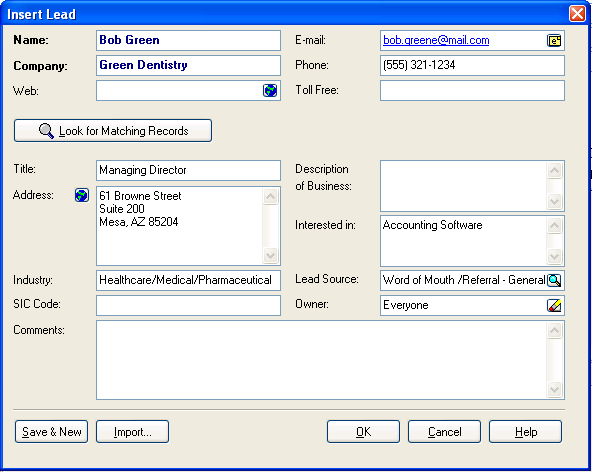 Insert Lead
Name: Bob Green E-mail: bob.greene@mail.com
Company: Green Dentistry Phone: (555) 321-1234
Web: Toll Free:
Look for Matching Records
Title: Managing Director Description
of Business:
Address: 61 Browne Street
Suite 200
Mesa, AZ 85204
Interested in: Accounting Software
Industry: Healthcare/Medical/Pharmaceutical Lead Source: Word of Mouth /Referral - General
SIC Code: Owner: Everyone
Comments:
Save & New Import... OK Cancel Help